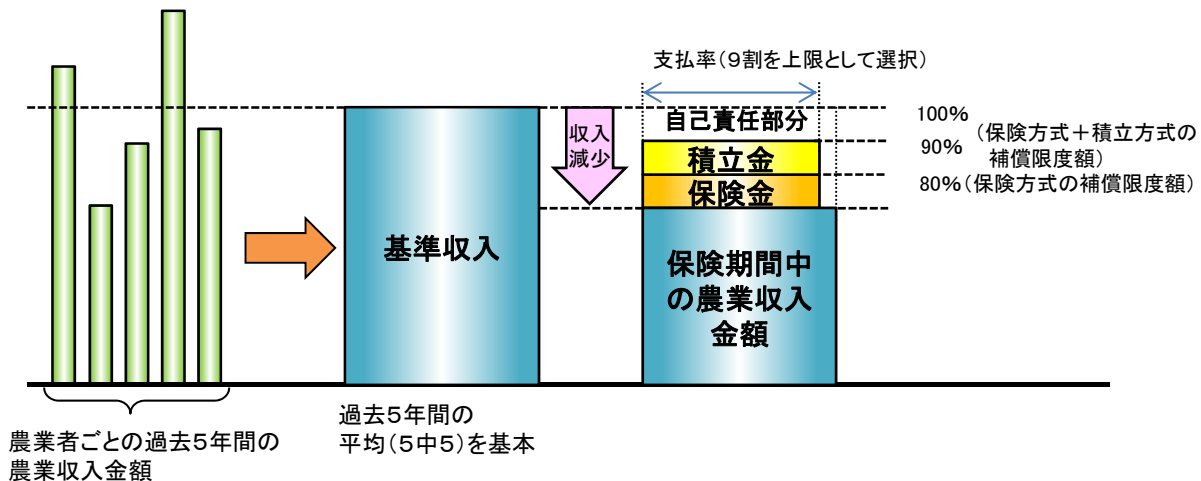 支払率(9割を上限として選択)
100%
90%
(保険方式+積立方式の
補償限度額)
80%(保険方式の補償限度額)
自己責任部分
積立金
保険金
収入
減少
基準収入
保険期間中
の農業収入
金額
農業者ごとの過去5年間の
農業収入金額
過去5年間の
平均(5中5)を基本